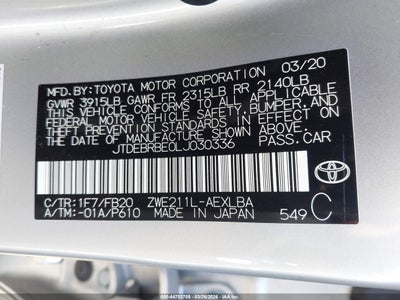 MFD.BY:TOYOTA MOTOR CORPORATION 03/20
GVWR 3915LB GAWR FR 2315LB RR 2140LB
THIS VEHICLE CONFORMS TO ALL APPLICABLE
FEDERAL MOTOR VEHICLE SAFETY, BUMPER, AND
THEFT PREVENTION STANDARDS IN EFFECT ON
THE DATE OF MANUFACTURE SHOWN ABOVE.
JTDEBRBE0LJ030336 PASS.CAR
C/TR:1F7/FB20 ZWE211L-AEXLBA
A/TM:-01A/P610 MADE IN JAPAN 549 C
TOYOTA